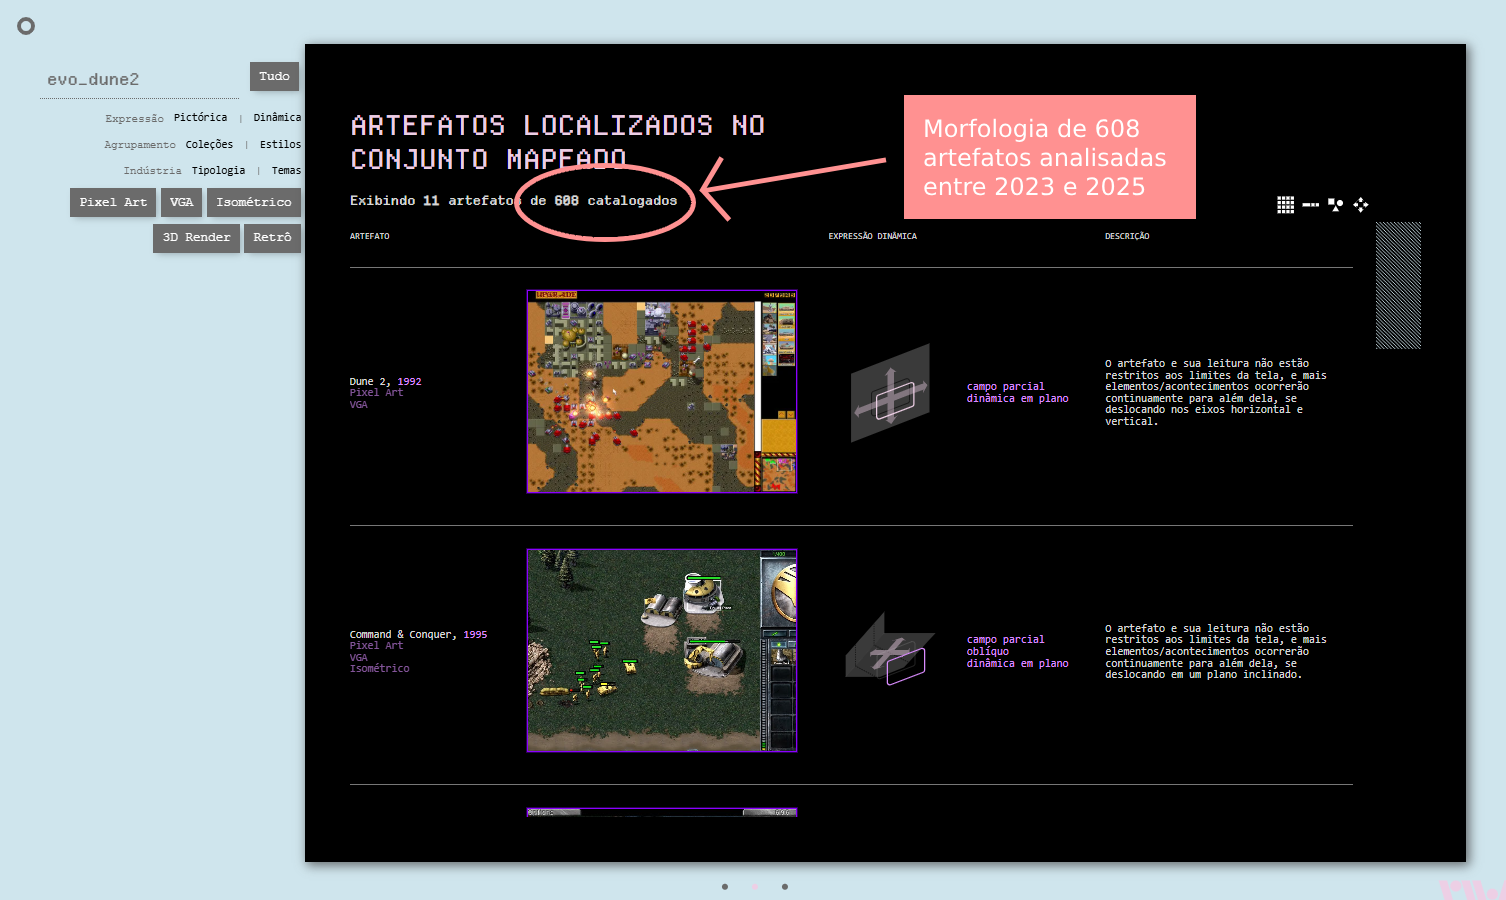 evo_dune2
Tudo
Expressão Pictórica | Dinâmica
Agrupamento Coleções | Estilos
Indústria Tipologia | Temas
Pixel Art VGA Isométrico
3D Render Retrô
ARTEFATOS LOCALIZADOS NO
CONJUNTO MAPEADO
Exibindo 11 artefatos de 608 catalogados
Morfologia de 608
artefatos analisadas
entre 2023 e 2025
ARTEFATO EXPRESSÃO DINÂMICA DESCRIÇÃO
UPGRADE
Dune 2, 1992
Pixel Art
VGA
campo parcial
dinâmica em plano
O artefato e sua leitura não estão
restritos aos limites da tela, e mais
elementos/acontecimentos ocorrerão
continuamente para além dela, se
deslocando nos eixos horizontal e
vertical.
Command & Conquer, 1995
Pixel Art
VGA
Isométrico
campo parcial
oblíquo
dinâmica em plano
O artefato e sua leitura não estão
restritos aos limites da tela, e mais
elementos/acontecimentos ocorrerão
continuamente para além dela, se
deslocando em um plano inclinado.